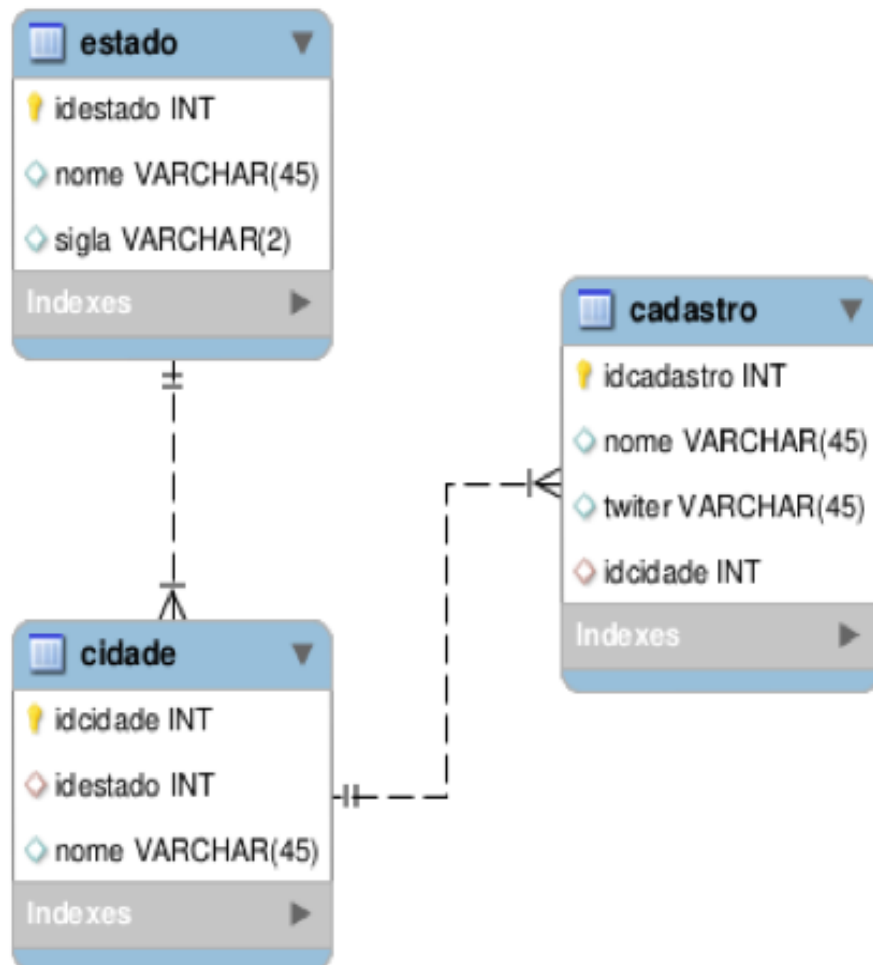 estado
idestado INT
nome VARCHAR(45)
sigla VARCHAR(2)
Indexes
cadastro
idcadastro INT
nome VARCHAR(45)
twiter VARCHAR(45)
idcidade INT
Indexes
cidade
idcidade INT
idestado INT
nome VARCHAR(45)
Indexes